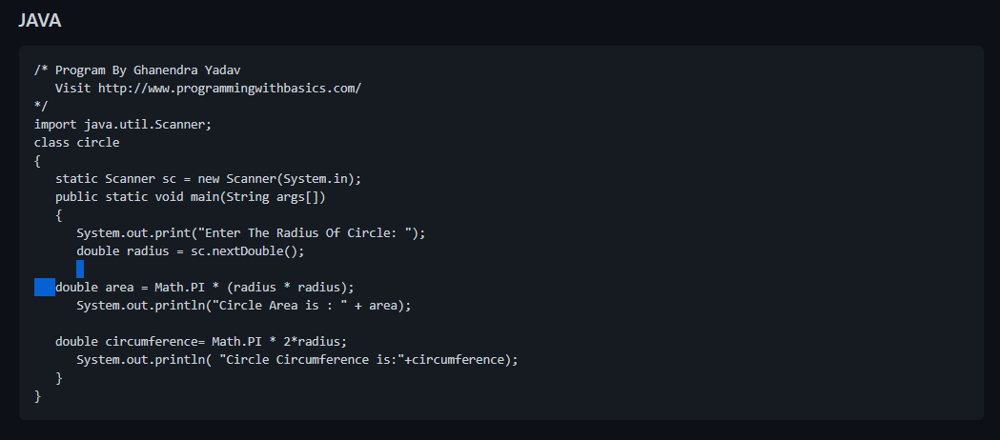 JAVA
/* Program By Ghanendra Yadav
   Visit http://www.programmingwithbasics.com/
*/
import java.util.Scanner;
class circle
{
   static Scanner sc = new Scanner(System.in);
   public static void main(String args[])
   {
      System.out.print("Enter The Radius Of Circle: ");
      double radius = sc.nextDouble();
   double area = Math.PI * (radius * radius);
      System.out.println("Circle Area is : " + area);
   double circumference= Math.PI * 2*radius;
      System.out.println( "Circle Circumference is:"+circumference);
   }
}